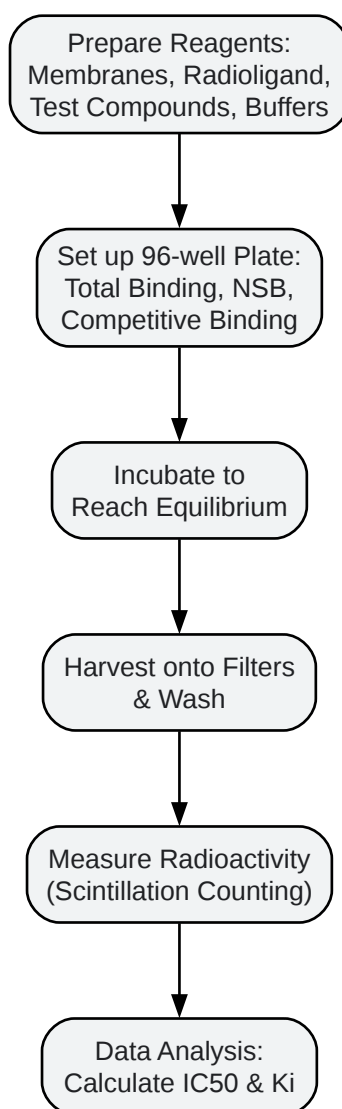 Prepare Reagents:
Membranes, Radioligand,
Test Compounds, Buffers
Set up 96-well Plate:
Total Binding, NSB,
Competitive Binding
Incubate to
Reach Equilibrium
Harvest onto Filters
& Wash
Measure Radioactivity
(Scintillation Counting)
Data Analysis:
Calculate IC50 & Ki